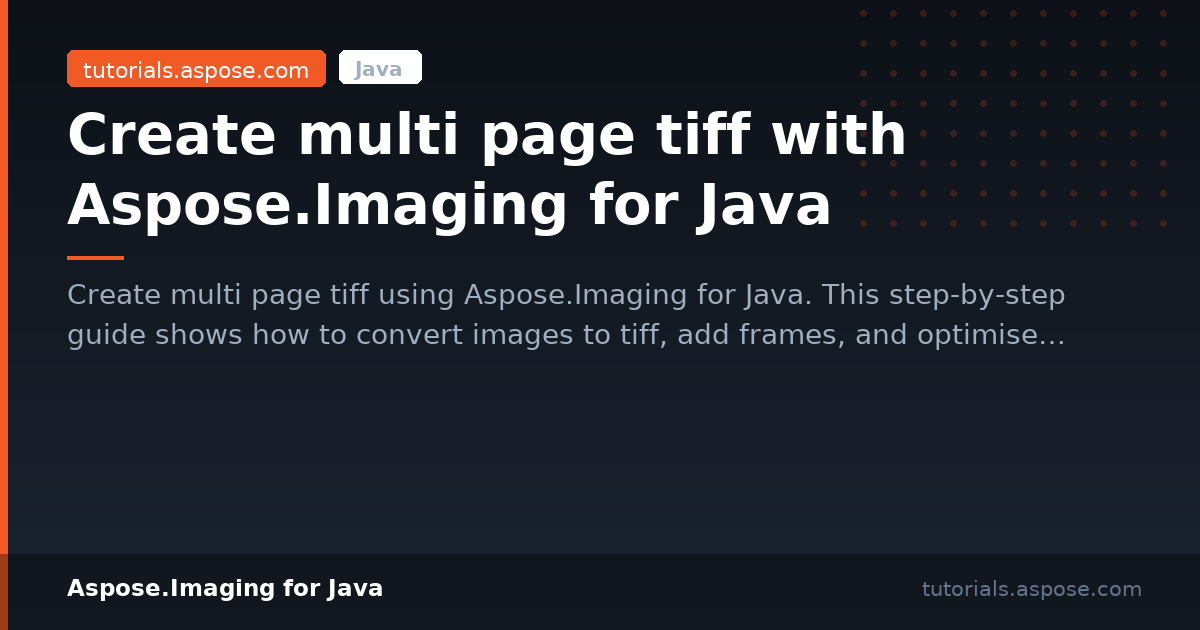 tutorials.aspose.com
Java
Create multi page tiff with
Aspose.Imaging for Java
Create multi page tiff using Aspose.Imaging for Java. This step-by-step
guide shows how to convert images to tiff, add frames, and optimise...
Aspose.Imaging for Java
tutorials.aspose.com